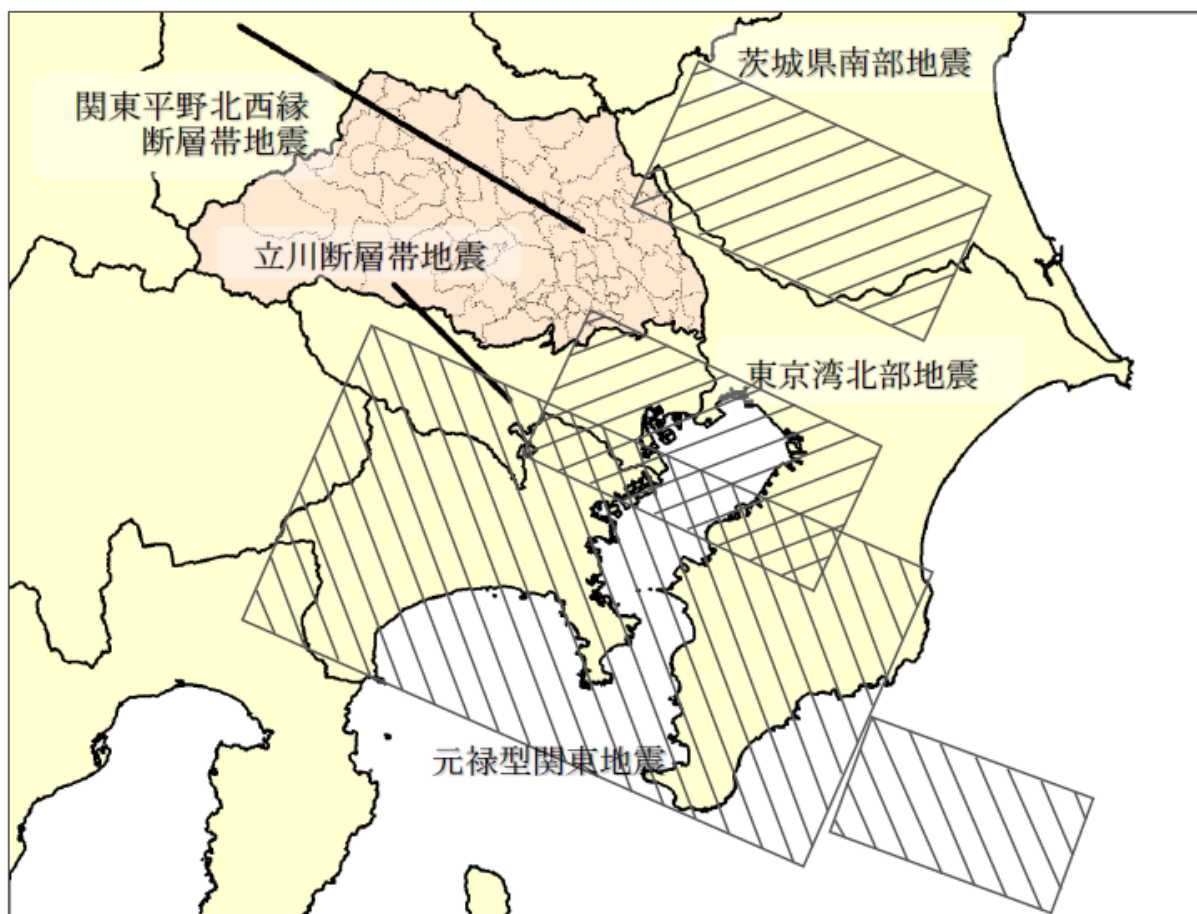 茨城県南部地震
関東平野北西縁
断層帯地震
立川断層帯地震
東京湾北部地震
元禄型関東地震